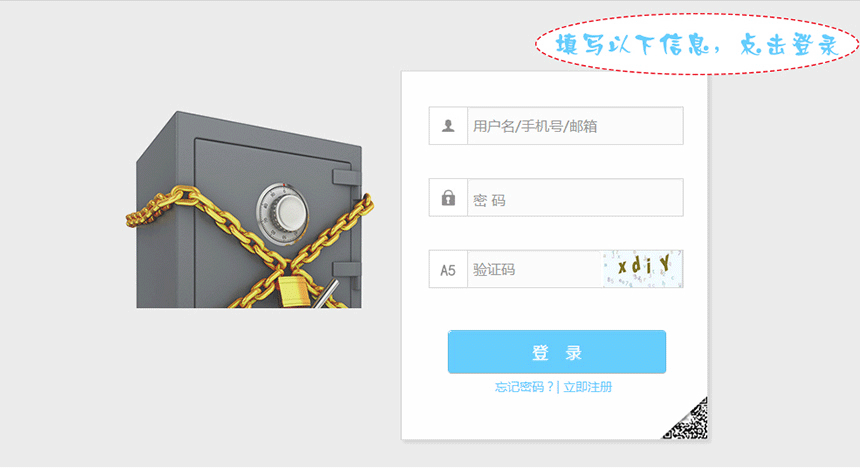 填写以下信息，点击登录
用户名/手机号/邮箱
密 码
A5 验证码 xdiy
登 录
忘记密码？| 立即注册